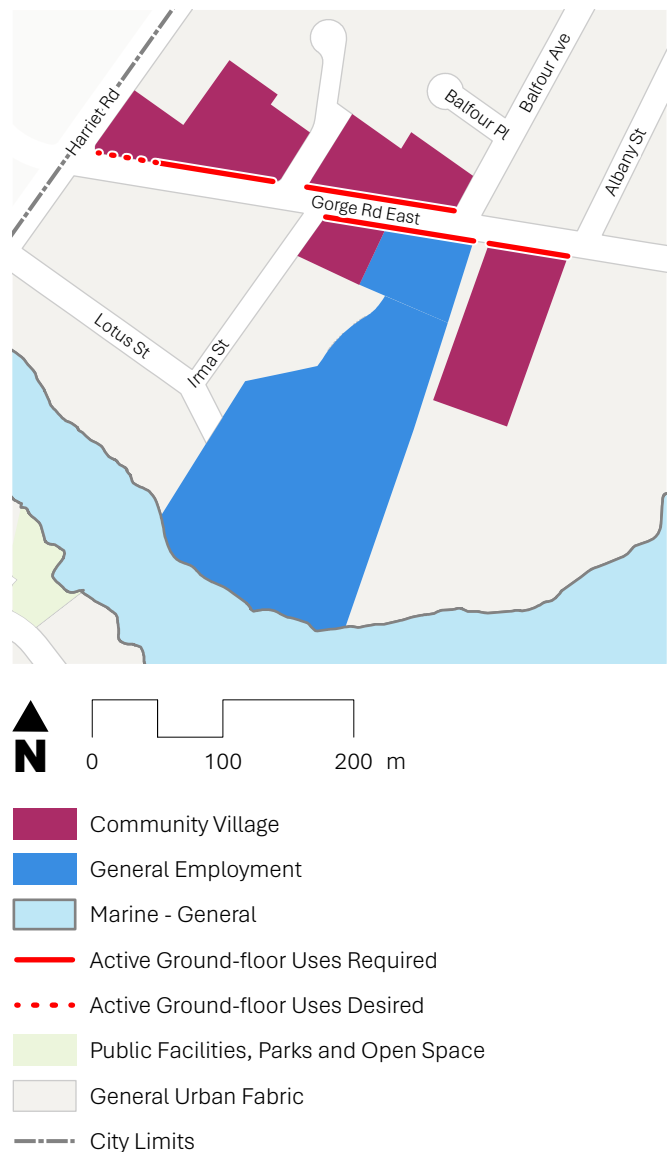 Harriet Rd
Balfour Ave
Balfour Pl
Albany St
Gorge Rd East
Lotus St
Irma St
N
0 100 200 m
Community Village
General Employment
Marine - General
Active Ground-floor Uses Required
Active Ground-floor Uses Desired
Public Facilities, Parks and Open Space
General Urban Fabric
City Limits